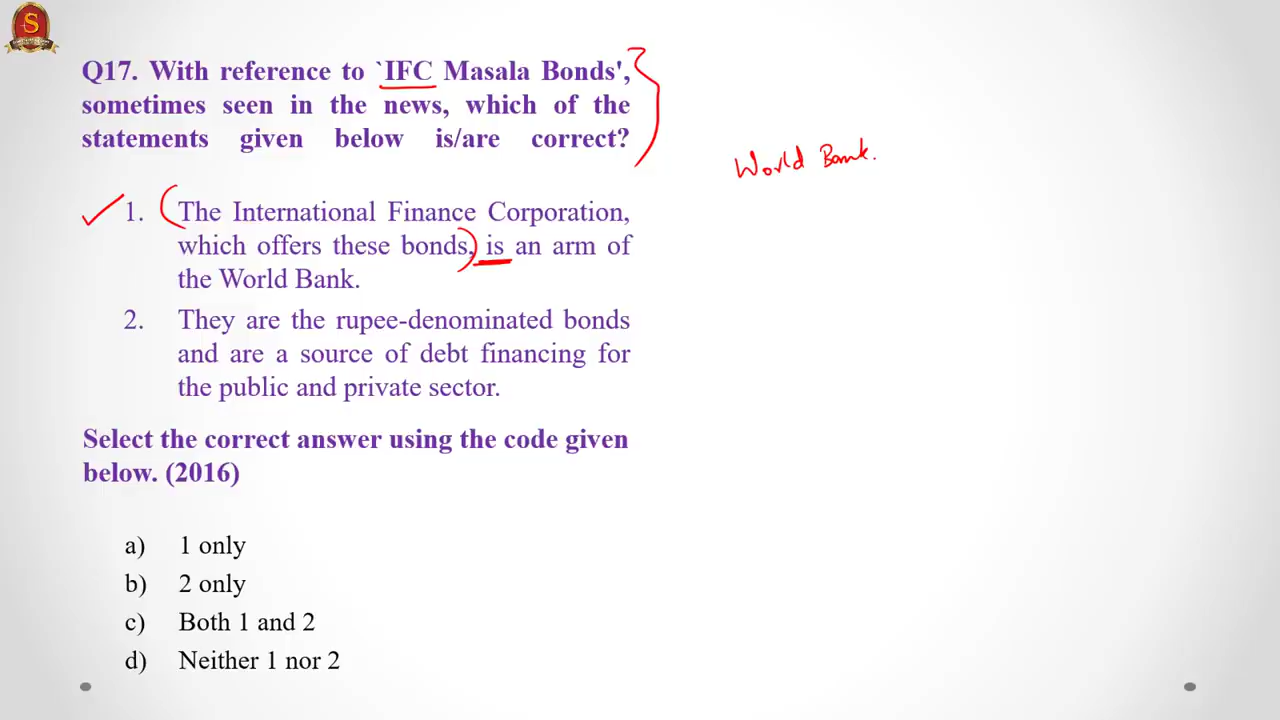 S
Q17. With reference to `IFC Masala Bonds',
sometimes seen in the news, which of the
statements given below is/are correct?
World Bank.
1. The International Finance Corporation,
which offers these bonds, is an arm of
the World Bank.
2. They are the rupee-denominated bonds
and are a source of debt financing for
the public and private sector.
Select the correct answer using the code given
below. (2016)
a) 1 only
b) 2 only
c) Both 1 and 2
d) Neither 1 nor 2